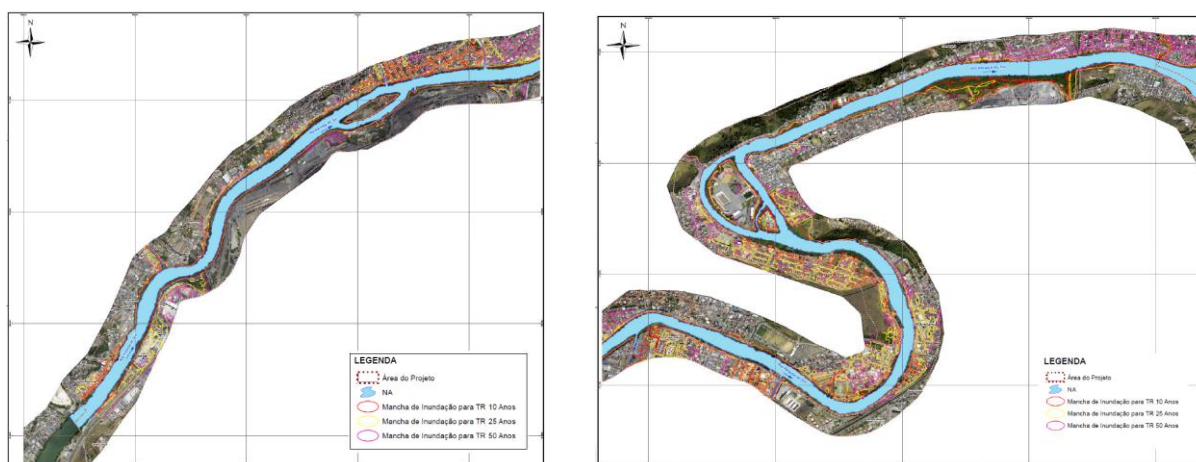 N
LEGENDA
Área do Projeto
NA
Mancha de Inundação para TR 10 Anos
Mancha de Inundação para TR 25 Anos
Mancha de Inundação para TR 50 Anos
N
LEGENDA
Área do Projeto
NA
Mancha de Inundação para TR 10 Anos
Mancha de Inundação para TR 25 Anos
Mancha de Inundação para TR 50 Anos